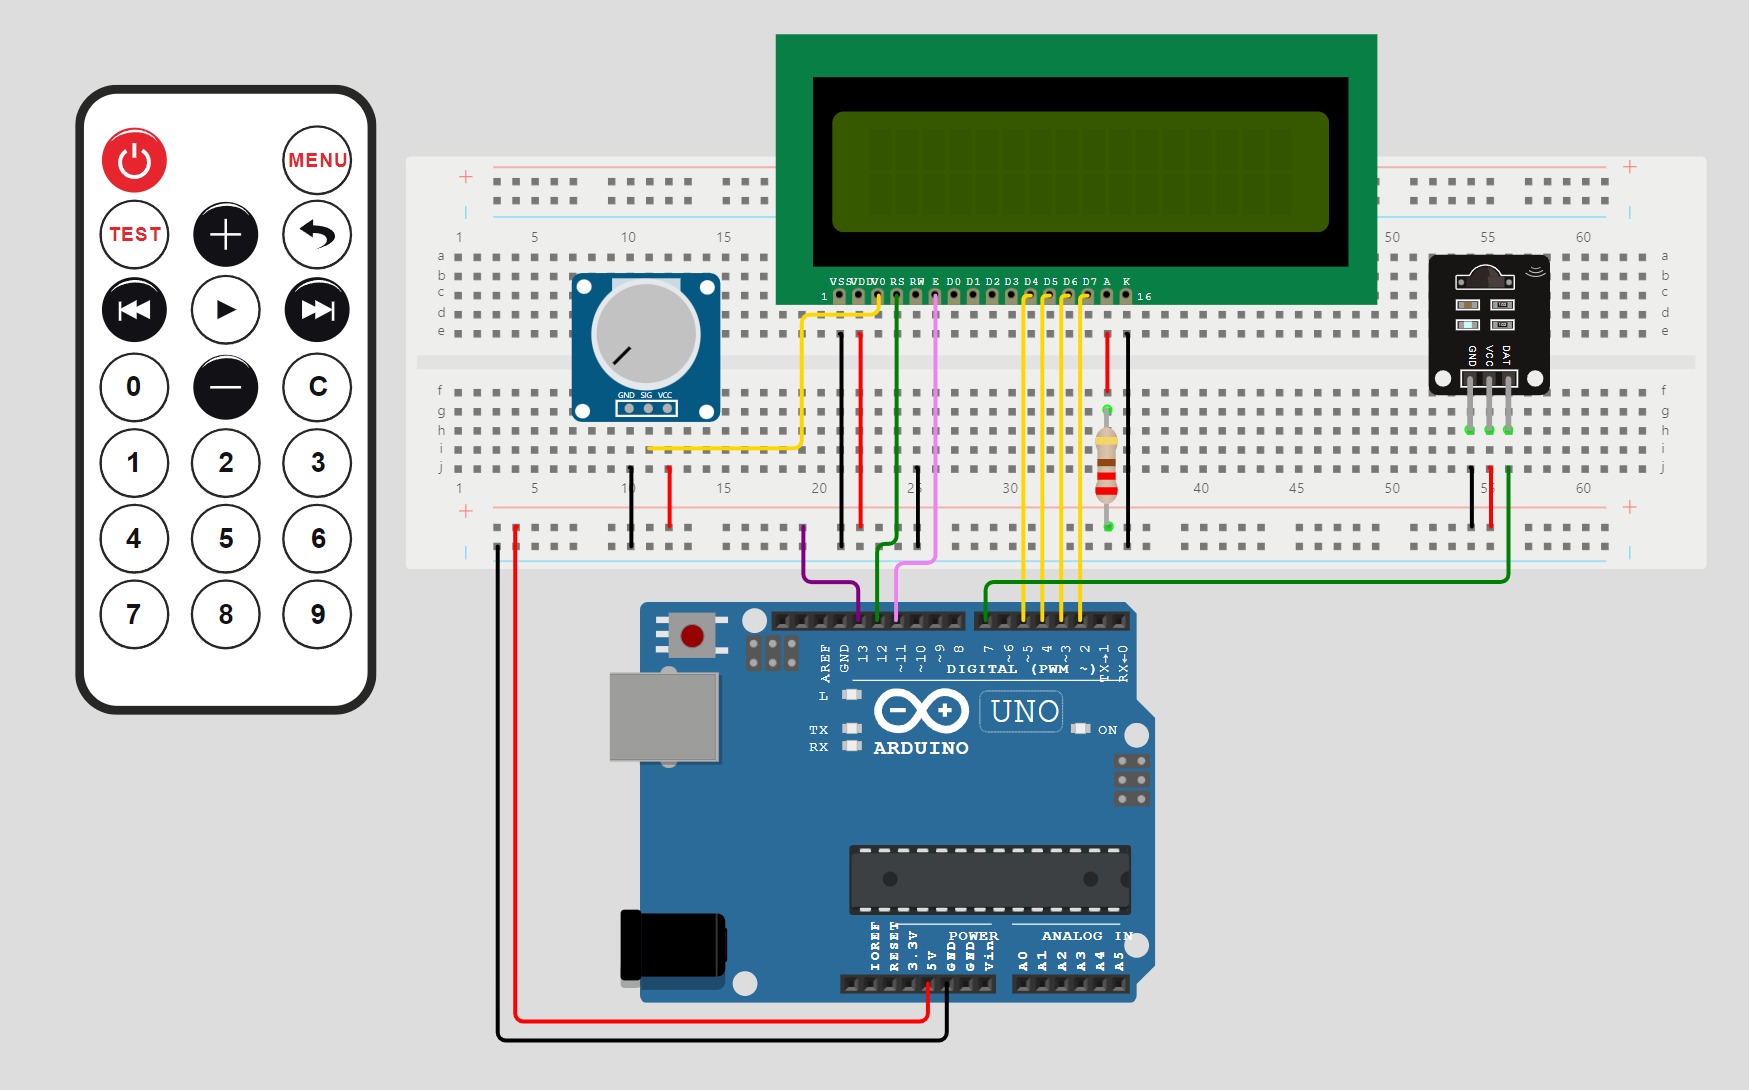 MENU
TEST
0 C
1 2 3
4 5 6
7 8 9
1 5 10 15 50 55 60
a a
b b
c c
d d
e e
VSS VDD V0 RS RW E D0 D1 D2 D3 D4 D5 D6 D7 A K
1 16
GND SIG VCC
GND VCC DAT
f f
g g
h h
i i
j j
1 5 10 15 20 25 30 40 45 50 55 60
AREF GND 13 12 ~11 ~10 ~9 8 7 ~6 ~5 4 ~3 2 TX→1 RX←0
DIGITAL (PWM ~)
L
TX
RX
UNO
ON
ARDUINO
POWER
ANALOG IN
IOREF RESET 3.3V 5V GND GND Vin A0 A1 A2 A3 A4 A5